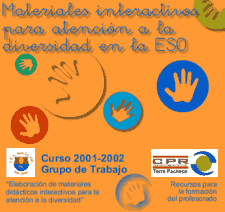 Materiales interactivos
para atención a la
diversidad en la ESO
Curso 2001-2002
Grupo de Trabajo
CPR
Torre Pacheco
"Elaboración de materiales
didácticos interactivos para la
atención a la diversidad"
Recursos para
la formación
del profesorado